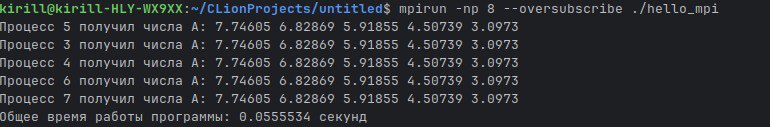 kirill@kirill-HLY-WX9XX:~/CLionProjects/untitled$ mpirun -np 8 --oversubscribe ./hello_mpi
Процесс 5 получил числа A: 7.74605 6.82869 5.91855 4.50739 3.0973
Процесс 3 получил числа A: 7.74605 6.82869 5.91855 4.50739 3.0973
Процесс 4 получил числа A: 7.74605 6.82869 5.91855 4.50739 3.0973
Процесс 6 получил числа A: 7.74605 6.82869 5.91855 4.50739 3.0973
Процесс 7 получил числа A: 7.74605 6.82869 5.91855 4.50739 3.0973
Общее время работы программы: 0.0555534 секунд